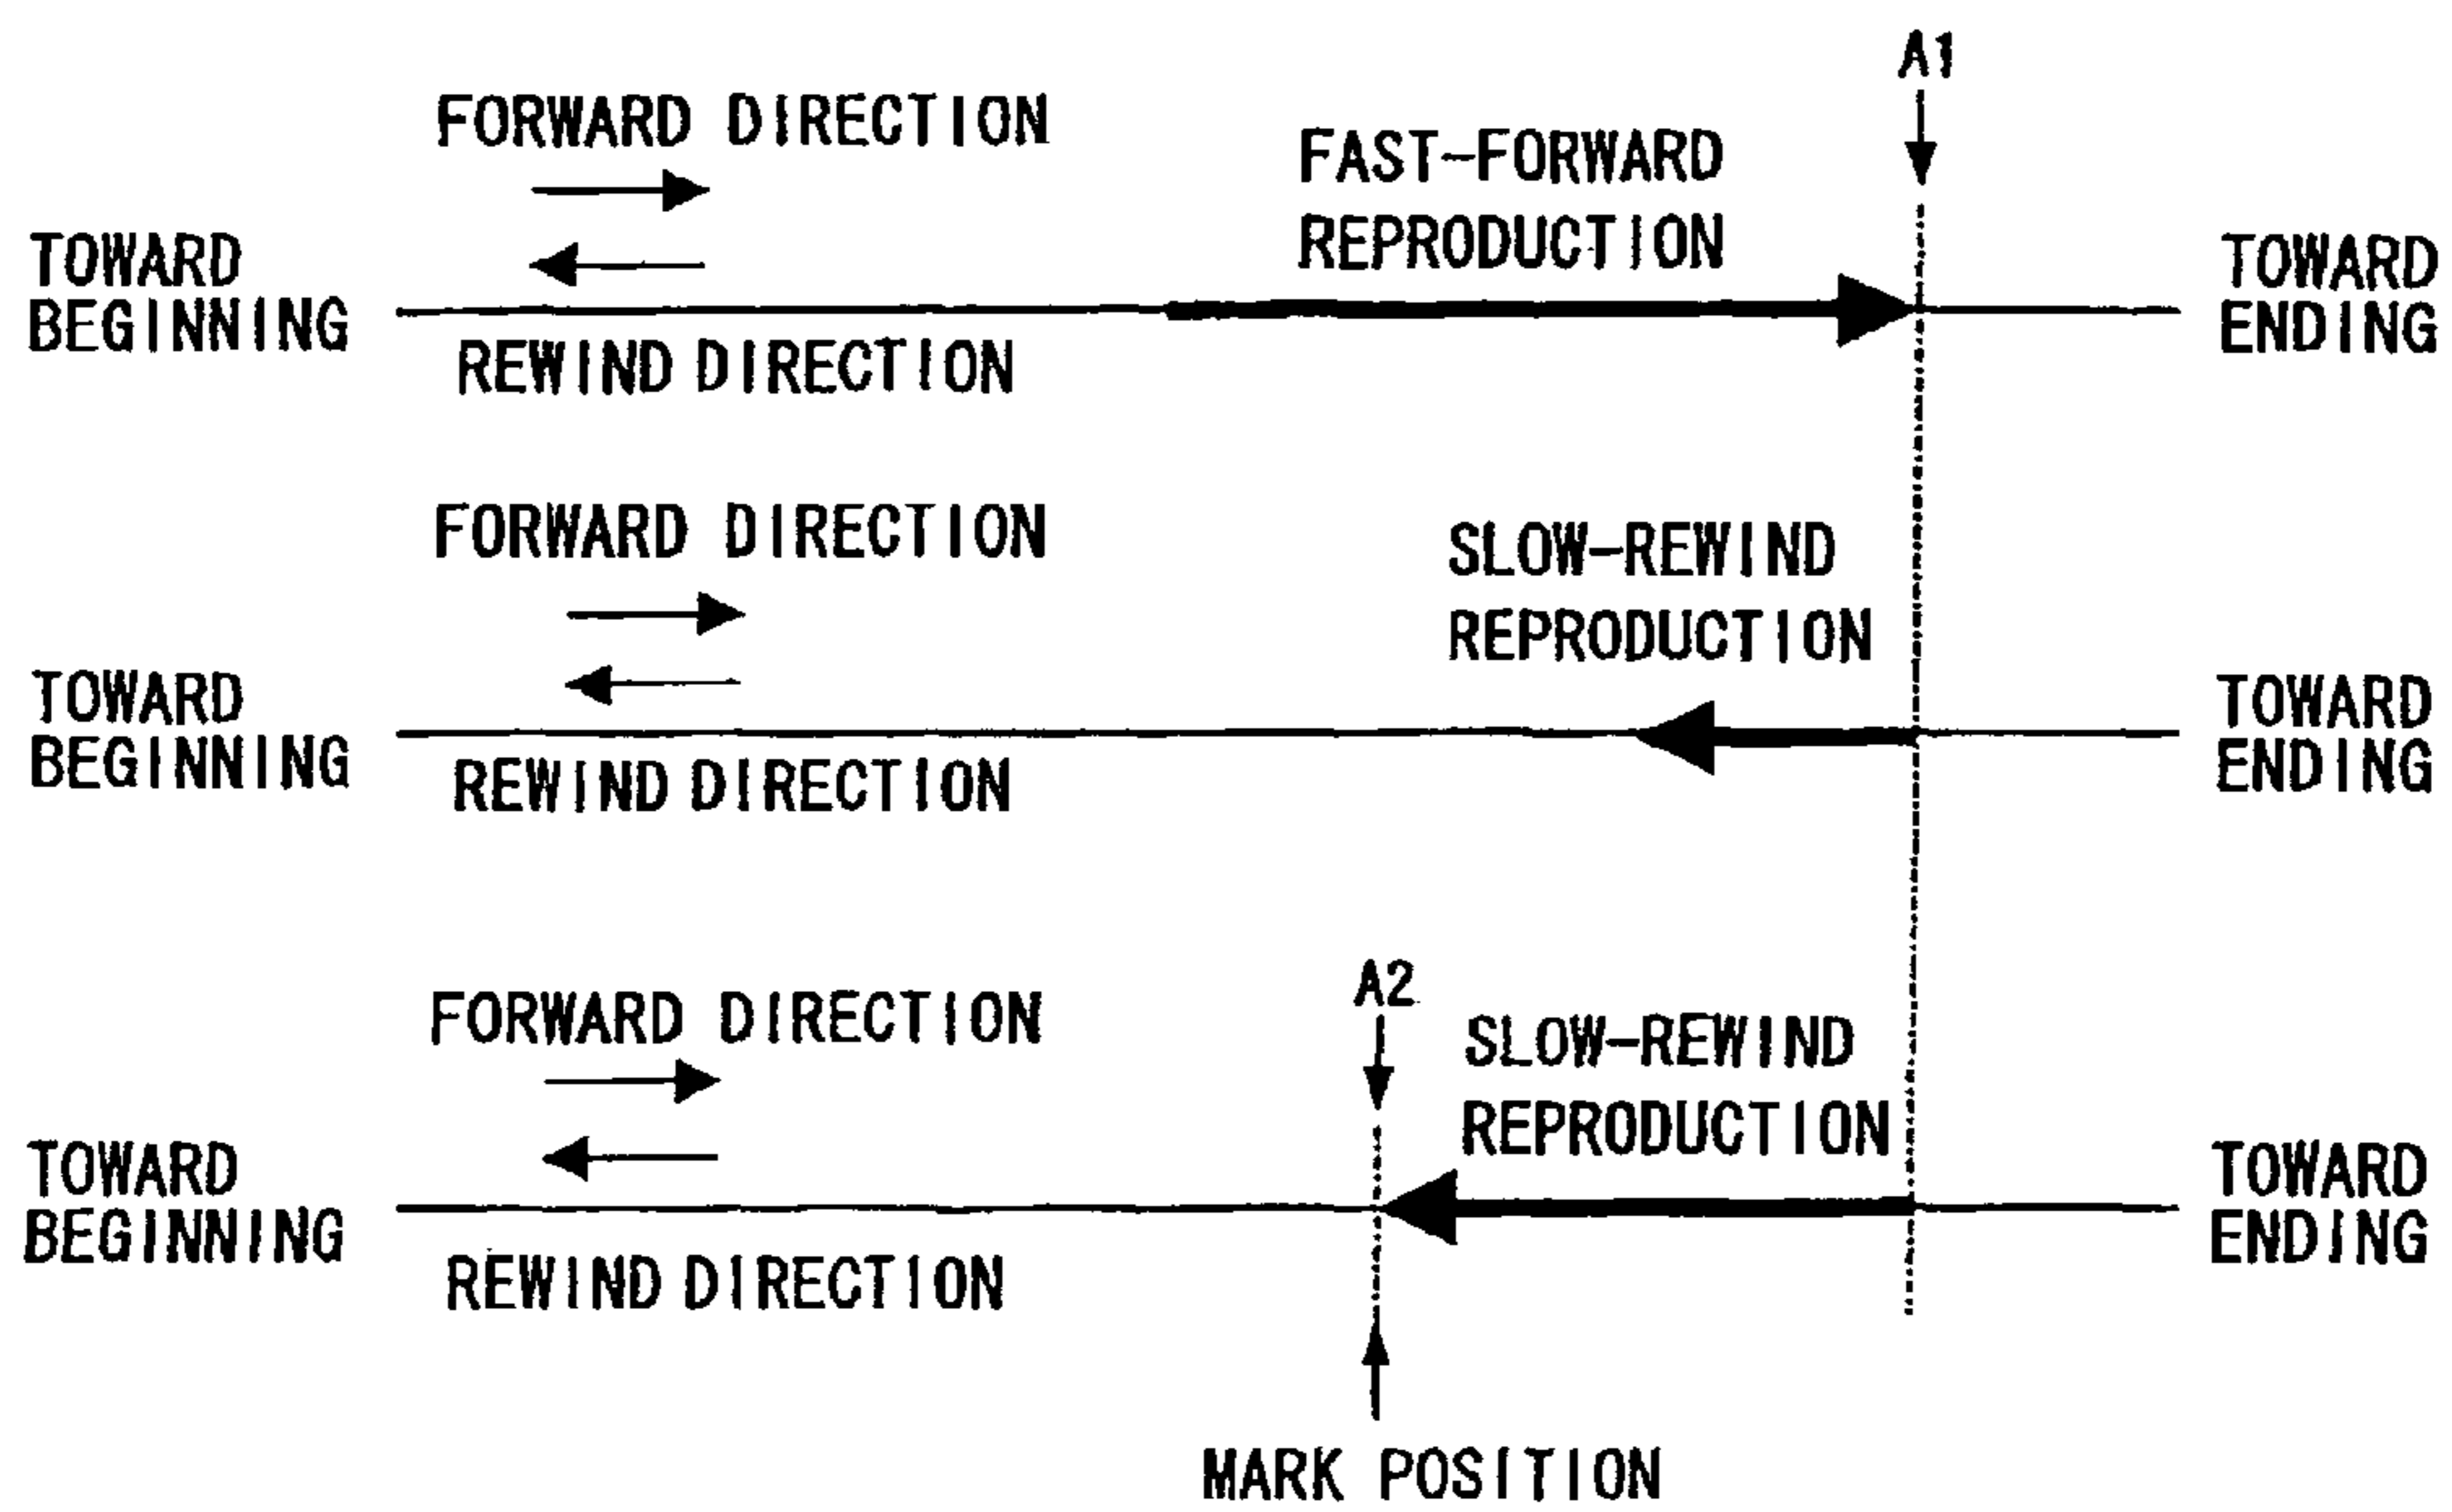 A1
FORWARD DIRECTION
FAST-FORWARD
REPRODUCTION
TOWARD
BEGINNING
TOWARD
ENDING
REWIND DIRECTION
FORWARD DIRECTION
SLOW-REWIND
REPRODUCTION
TOWARD
BEGINNING
TOWARD
ENDING
REWIND DIRECTION
A2
FORWARD DIRECTION
SLOW-REWIND
REPRODUCTION
TOWARD
BEGINNING
TOWARD
ENDING
REWIND DIRECTION
MARK POSITION